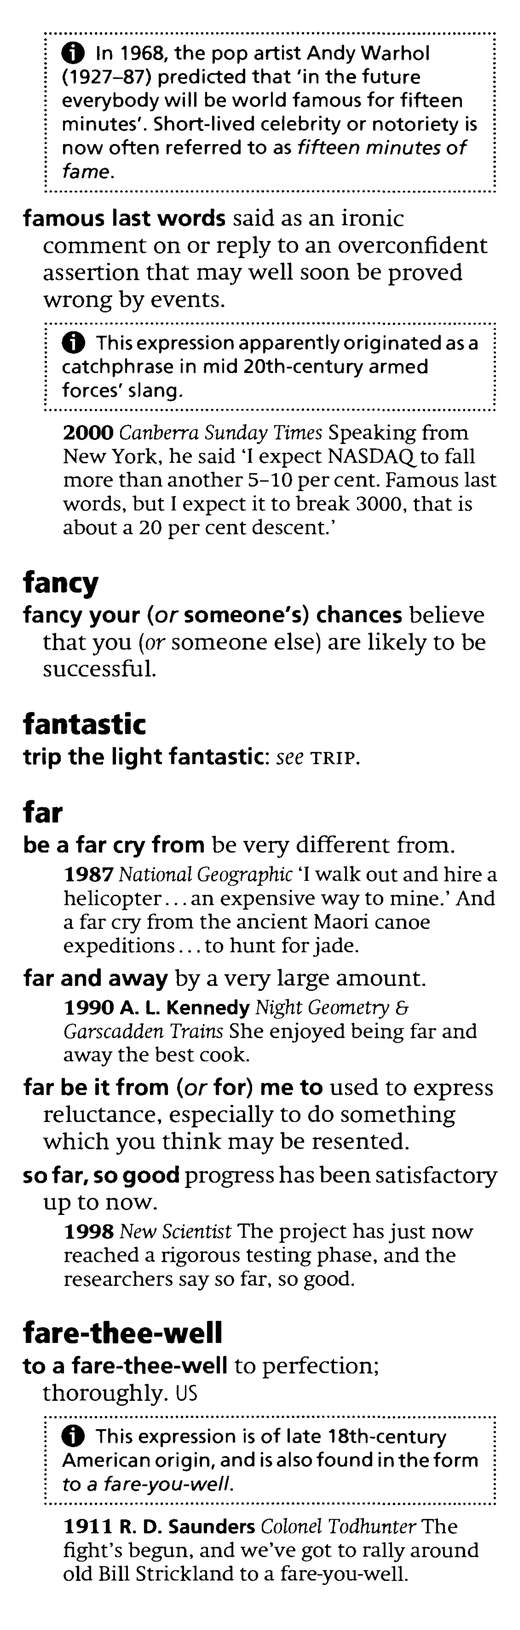 ℹ In 1968, the pop artist Andy Warhol
(1927–87) predicted that ‘in the future
everybody will be world famous for fifteen
minutes’. Short-lived celebrity or notoriety is
now often referred to as fifteen minutes of
fame.
famous last words said as an ironic
comment on or reply to an overconfident
assertion that may well soon be proved
wrong by events.
ℹ This expression apparently originated as a
catchphrase in mid 20th-century armed
forces’ slang.
2000 Canberra Sunday Times Speaking from
New York, he said ‘I expect NASDAQ to fall
more than another 5–10 per cent. Famous last
words, but I expect it to break 3000, that is
about a 20 per cent descent.’
fancy
fancy your (or someone’s) chances believe
that you (or someone else) are likely to be
successful.
fantastic
trip the light fantastic: see TRIP.
far
be a far cry from be very different from.
1987 National Geographic ‘I walk out and hire a
helicopter…an expensive way to mine.’ And
a far cry from the ancient Maori canoe
expeditions…to hunt for jade.
far and away by a very large amount.
1990 A. L. Kennedy Night Geometry &
Garscadden Trains She enjoyed being far and
away the best cook.
far be it from (or for) me to used to express
reluctance, especially to do something
which you think may be resented.
so far, so good progress has been satisfactory
up to now.
1998 New Scientist The project has just now
reached a rigorous testing phase, and the
researchers say so far, so good.
fare-thee-well
to a fare-thee-well to perfection;
thoroughly. US
ℹ This expression is of late 18th-century
American origin, and is also found in the form
to a fare-you-well.
1911 R. D. Saunders Colonel Todhunter The
fight’s begun, and we’ve got to rally around
old Bill Strickland to a fare-you-well.